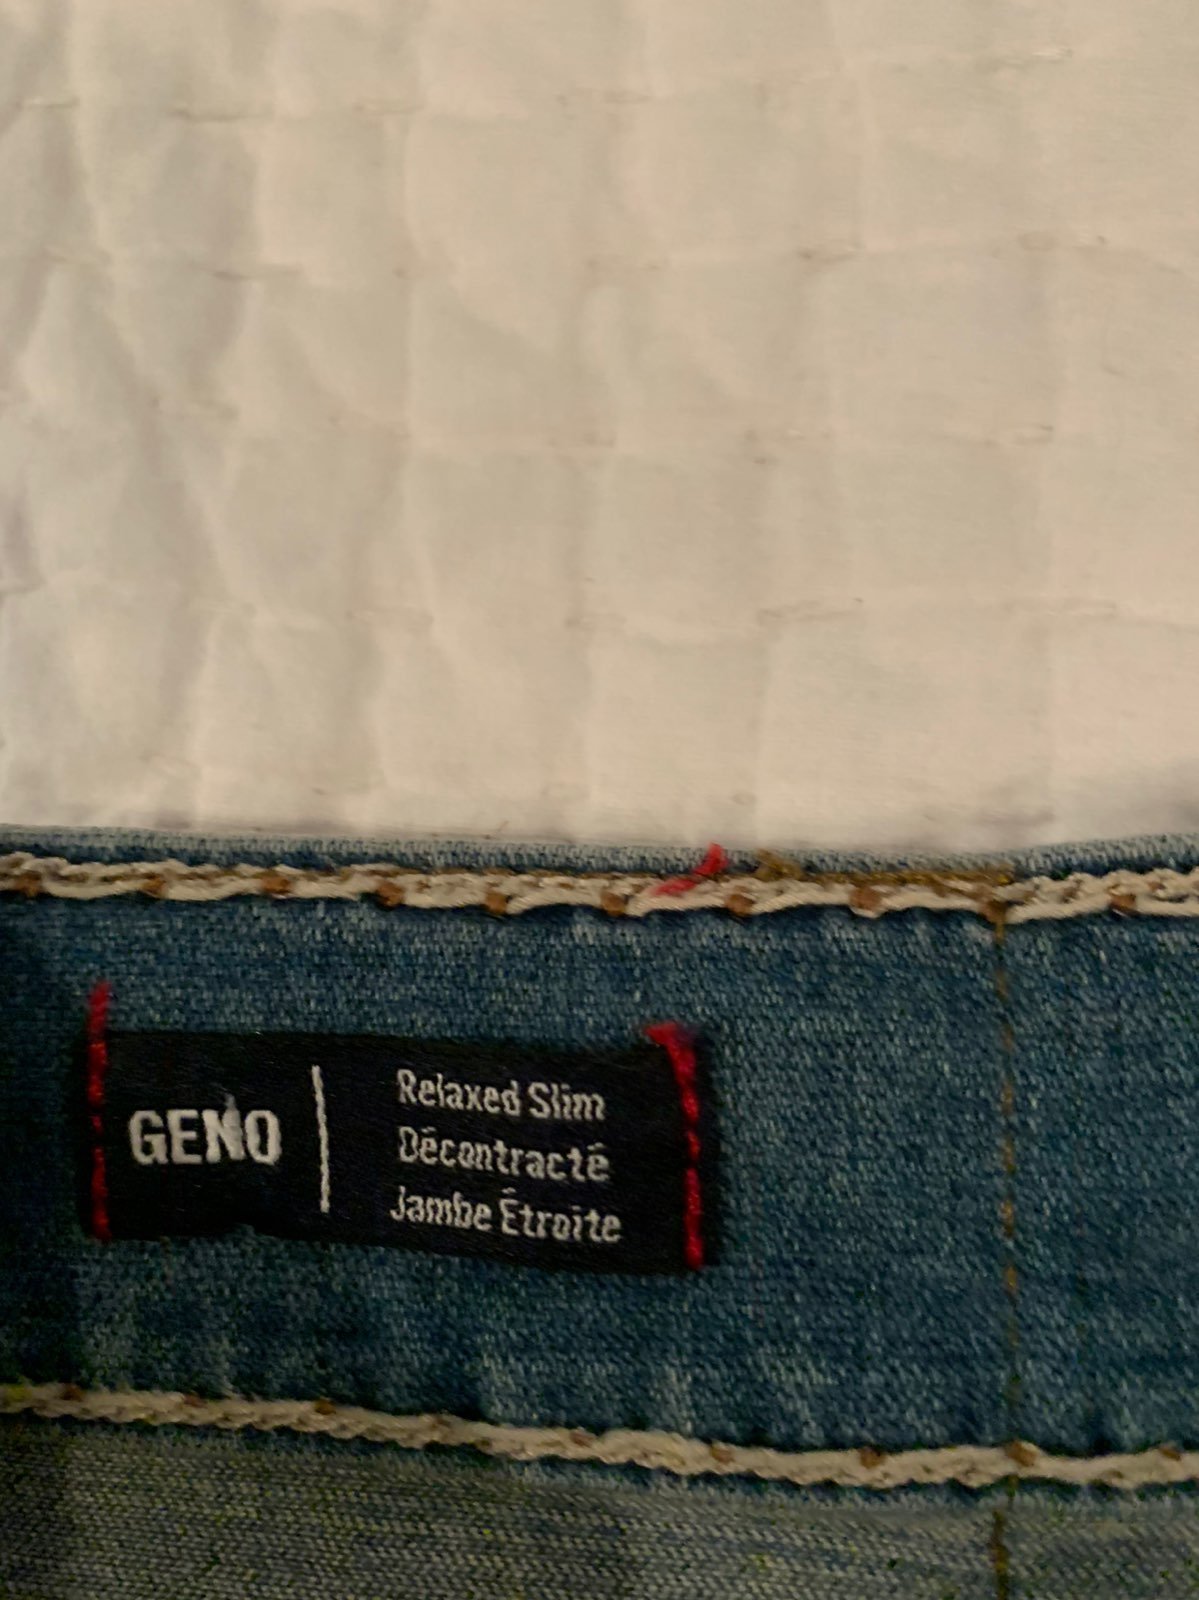 GENO
Relaxed Slim
Décontracté
Jambe Étroite